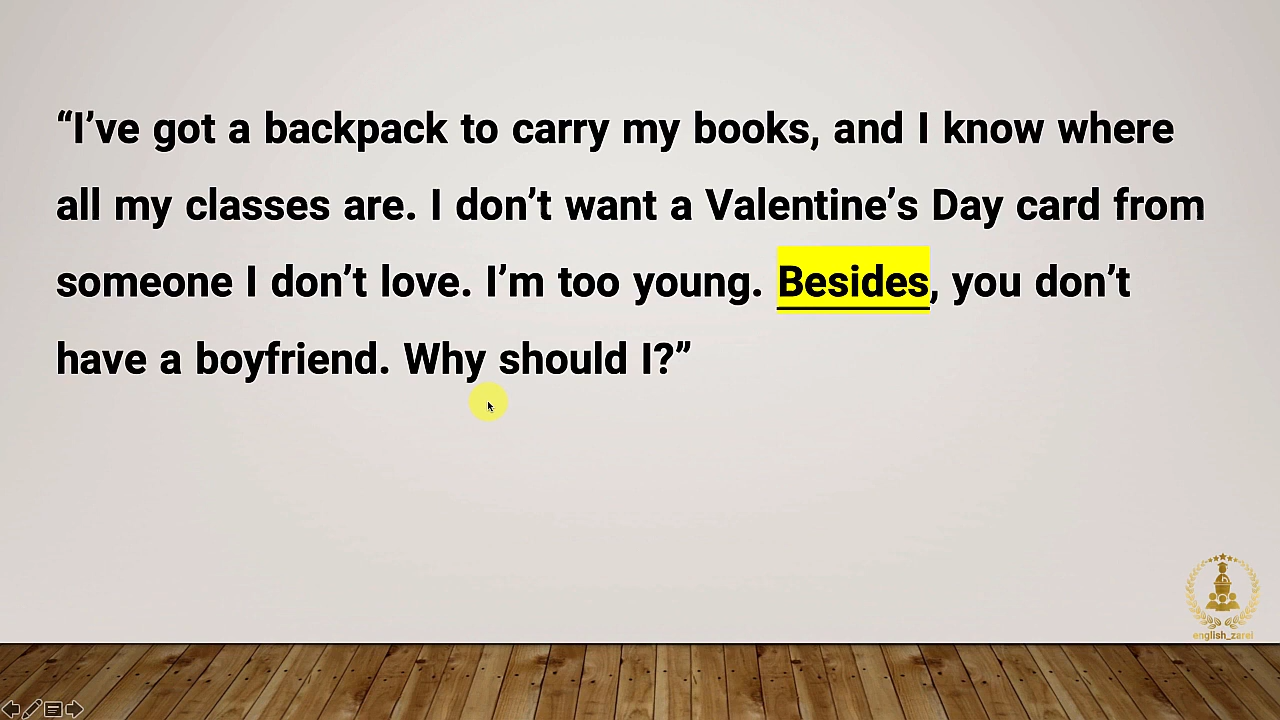 “I’ve got a backpack to carry my books, and I know where
all my classes are. I don’t want a Valentine’s Day card from
someone I don’t love. I’m too young. Besides, you don’t
have a boyfriend. Why should I?”
english_zarei